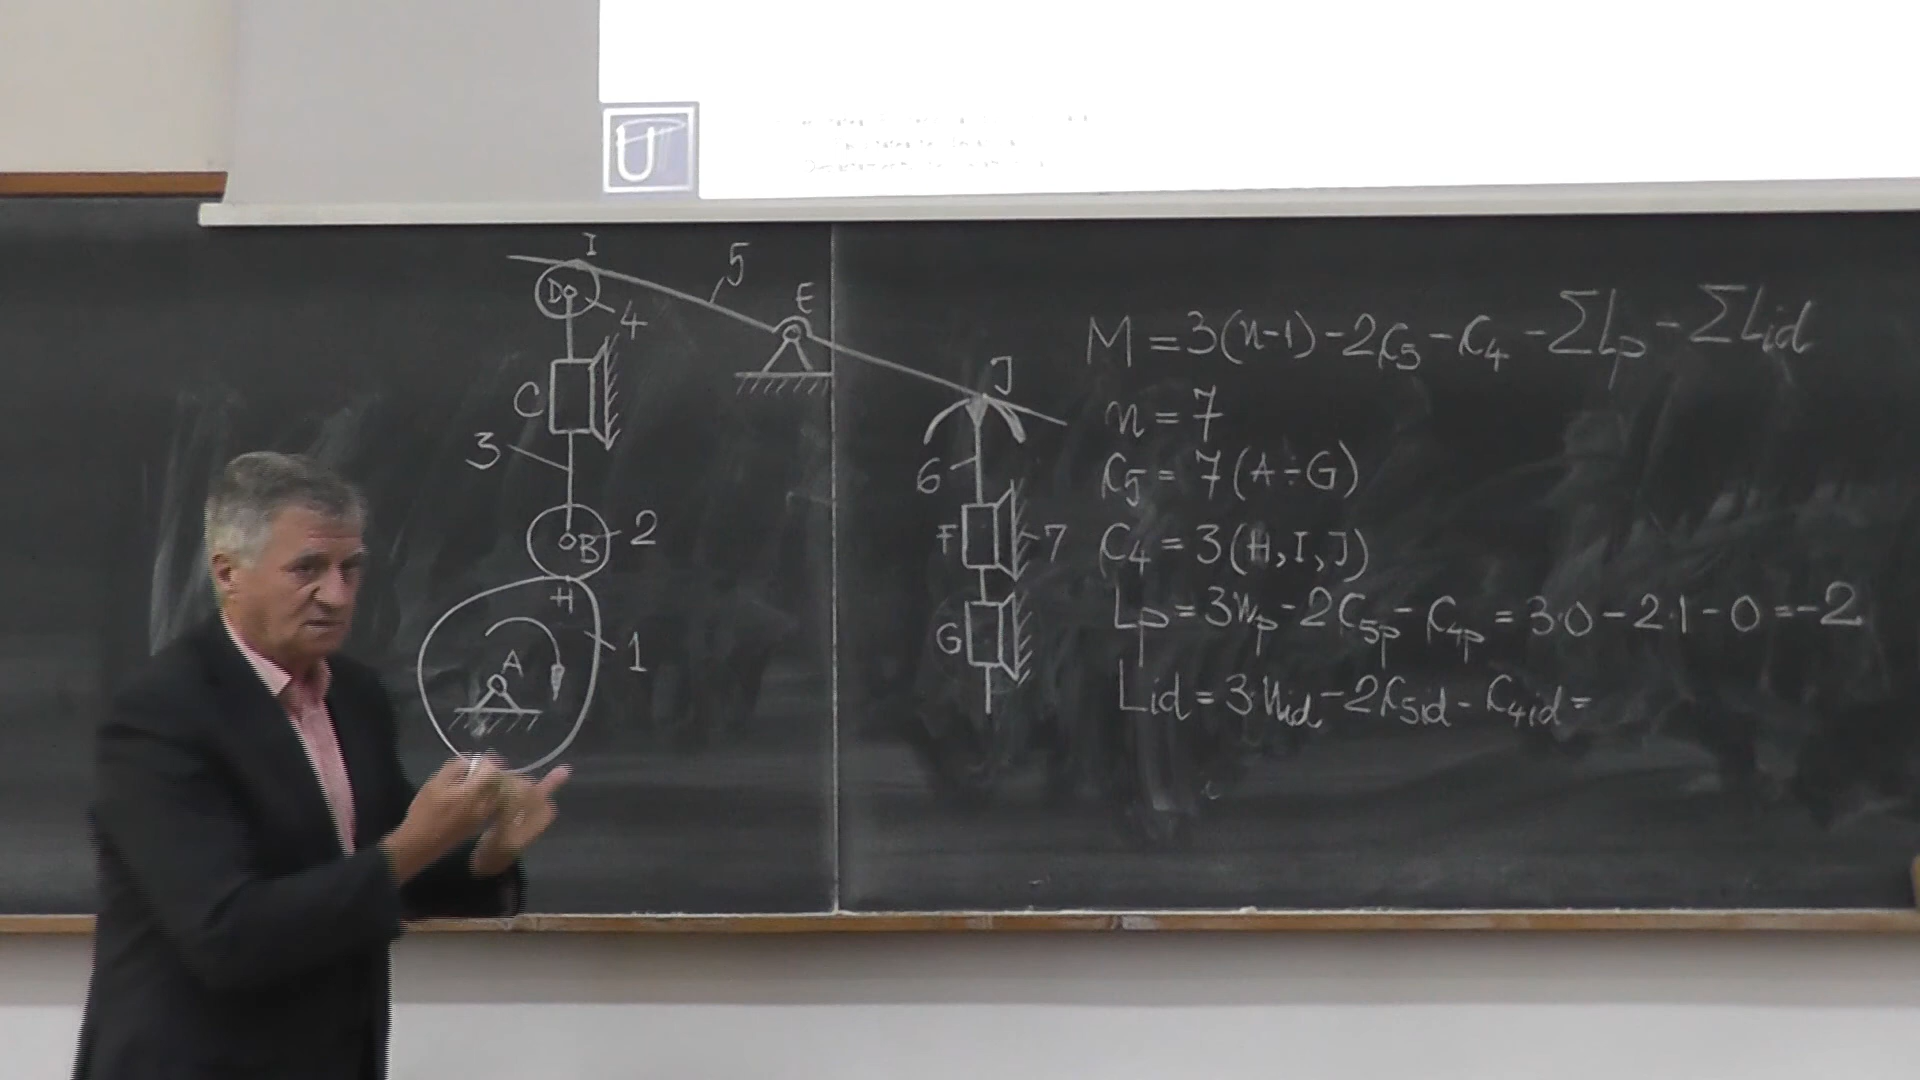 U
I
5
D
4
E
C
J
3
6
B
2
F
7
H
G
A
1
M = 3(n-1) - 2C₅ - C₄ - ΣLp - ΣLid
n = 7
C₅ = 7 (A÷G)
C₄ = 3 (H, I, J)
Lp = 3np - 2C₅p - C₄p = 3·0 - 2·1 - 0 = -2
Lid = 3nid - 2C₅id - C₄id =